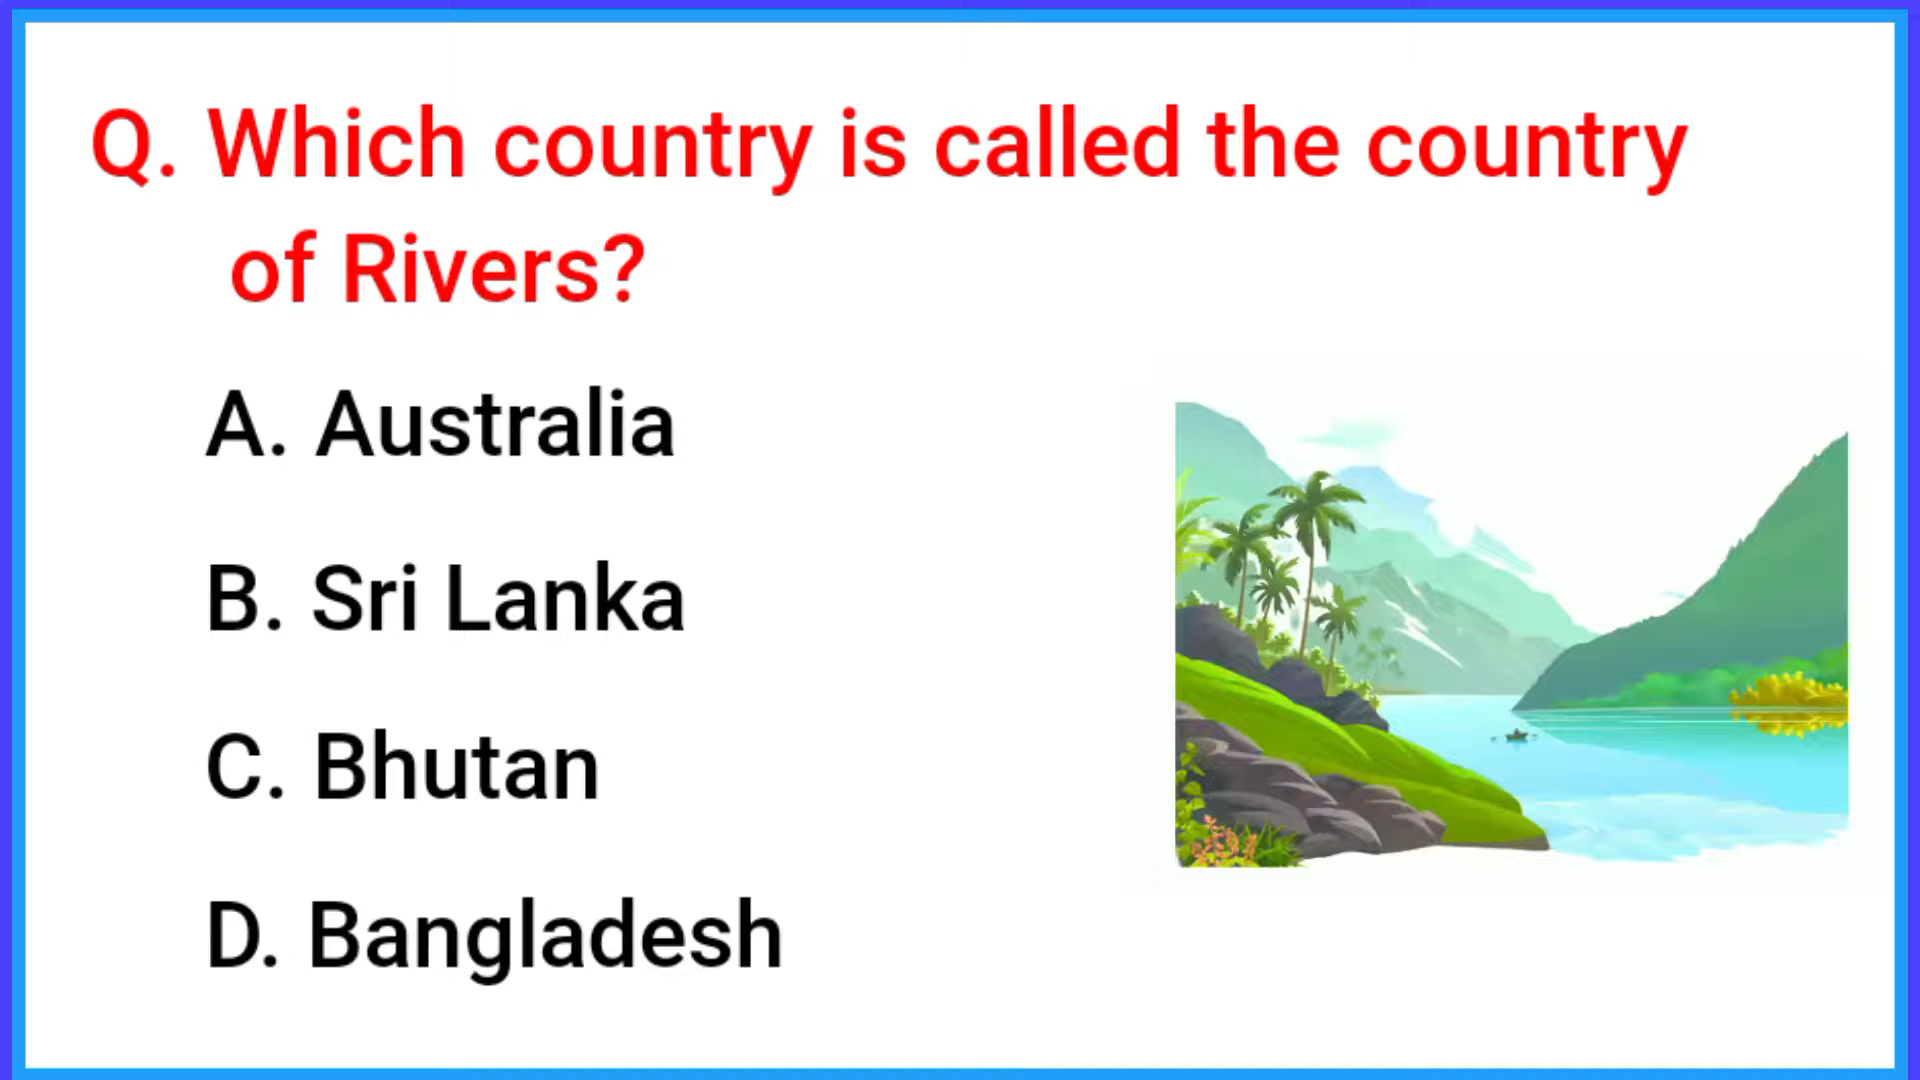 Q. Which country is called the country
of Rivers?
A. Australia
B. Sri Lanka
C. Bhutan
D. Bangladesh